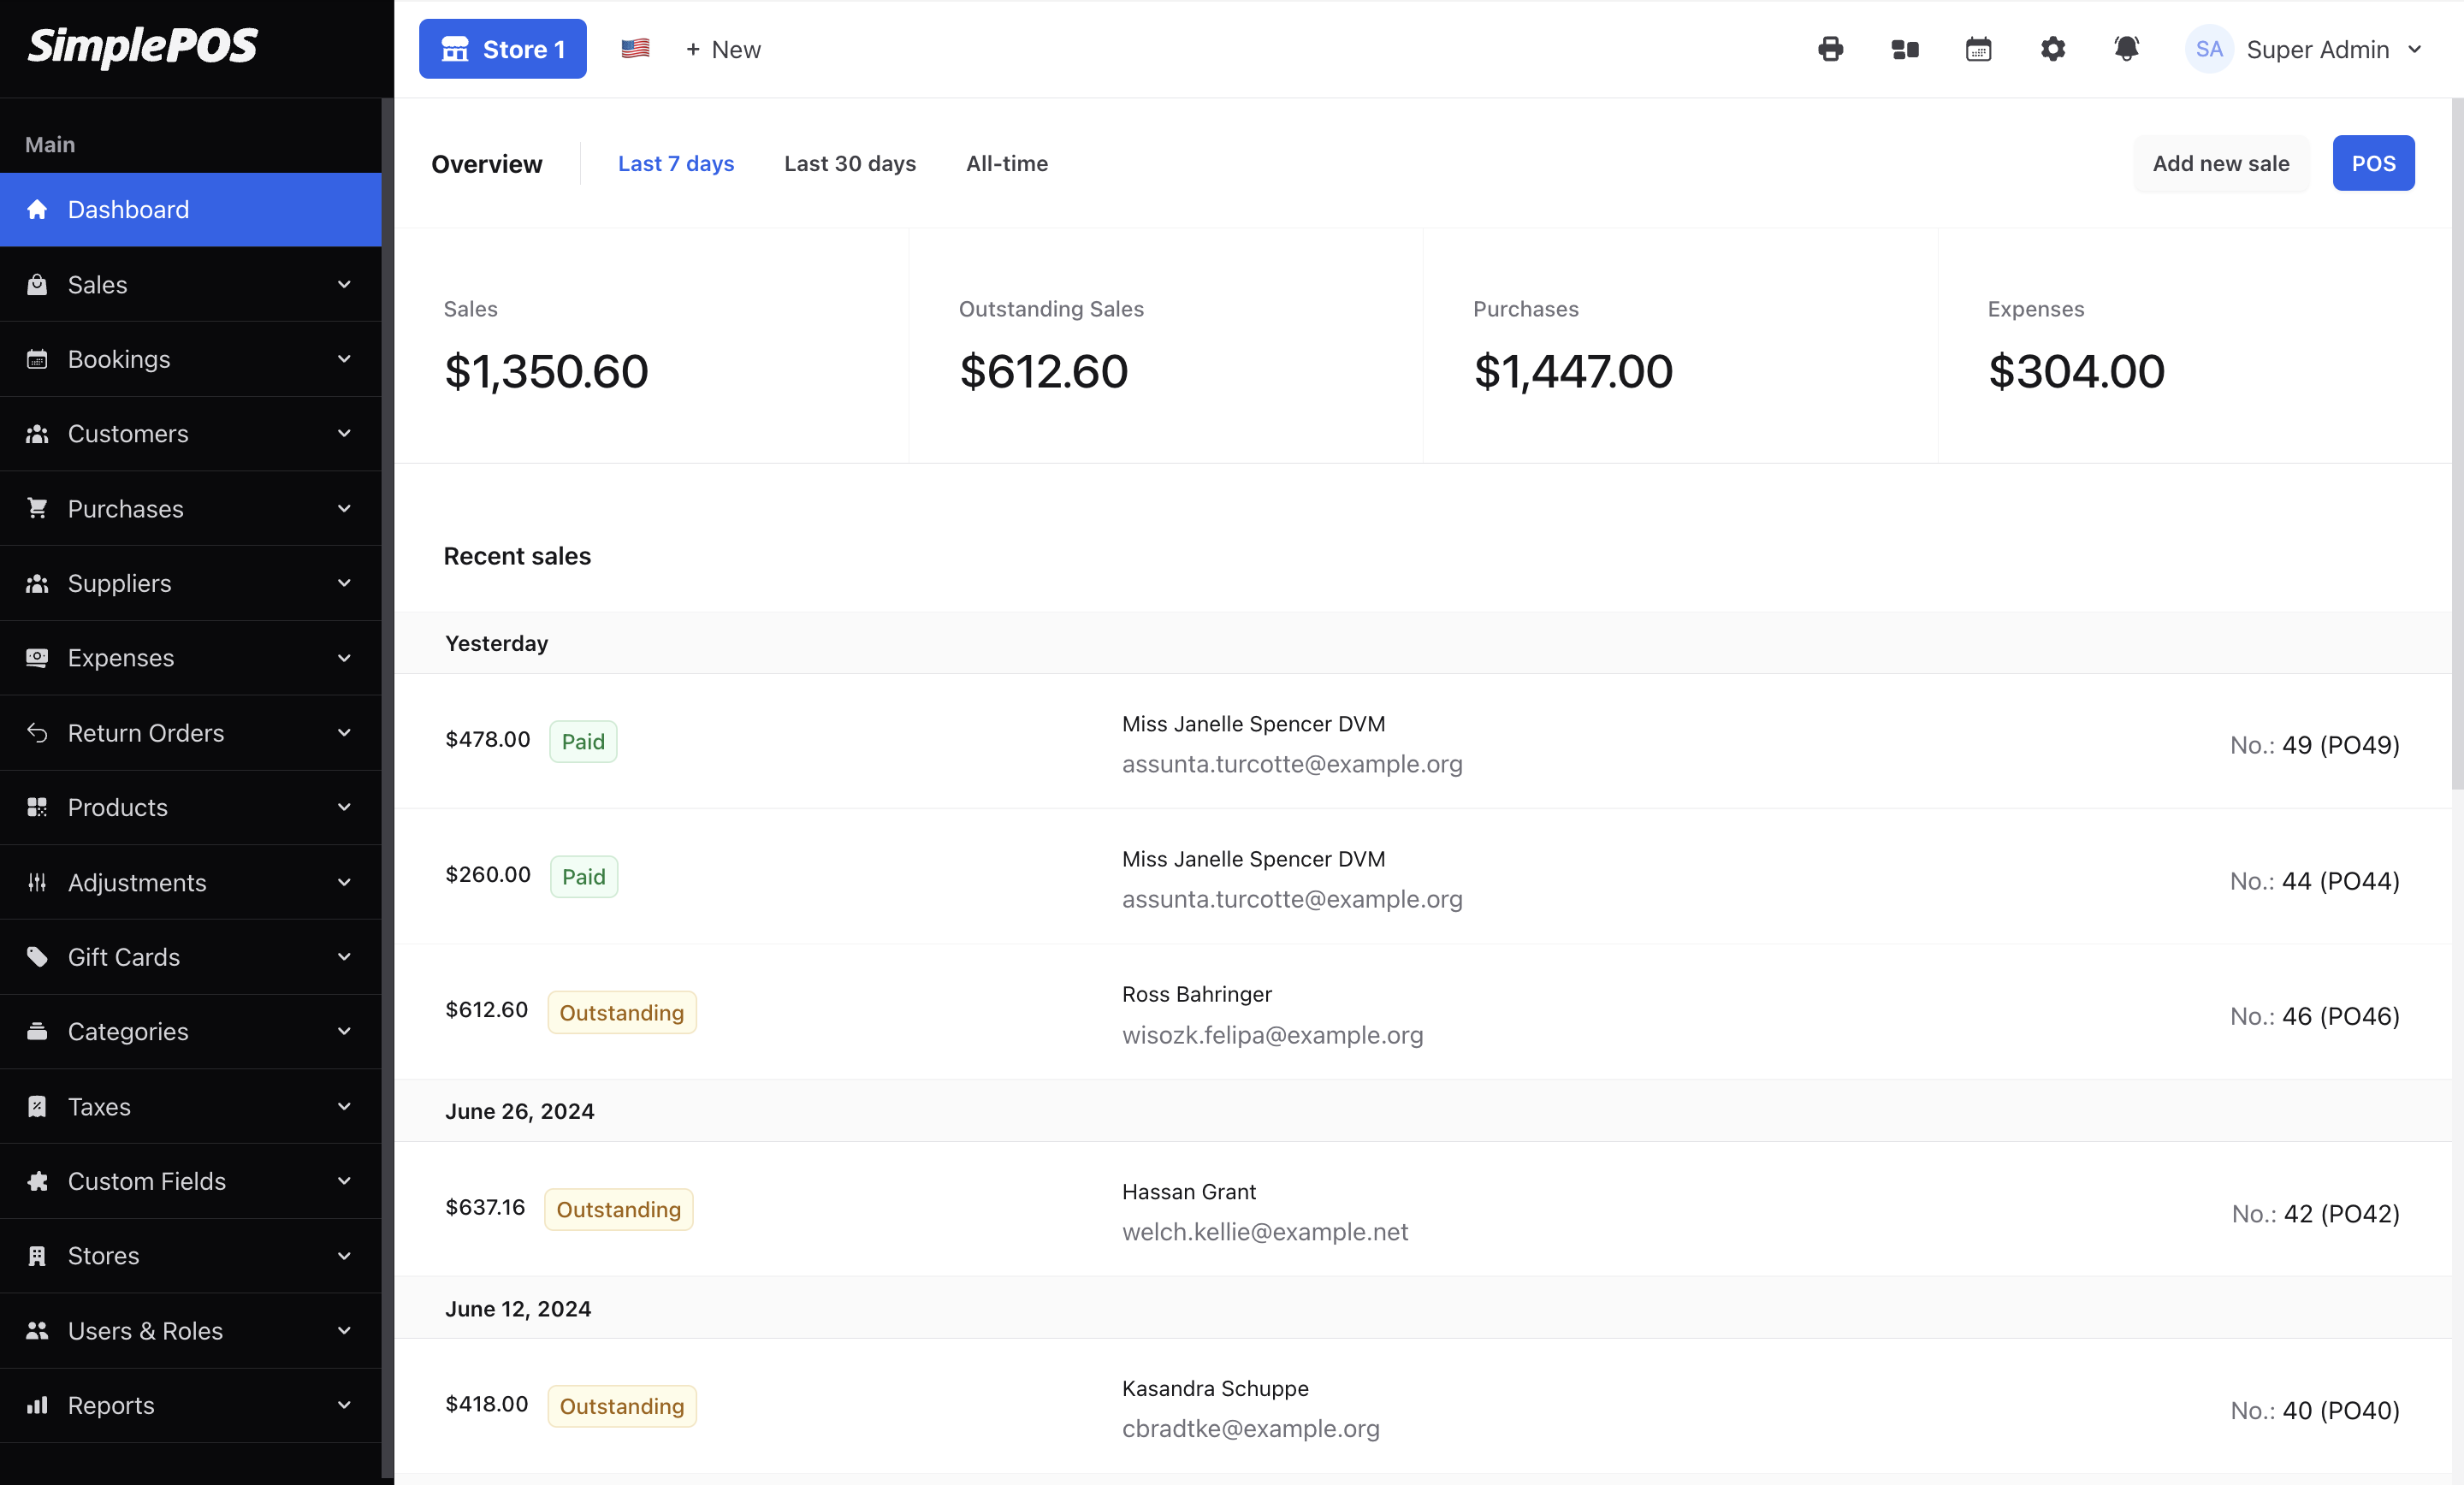 SimplePOS
Store 1
+ New
SA Super Admin
Main
Dashboard
Sales
Bookings
Customers
Purchases
Suppliers
Expenses
Return Orders
Products
Adjustments
Gift Cards
Categories
Taxes
Custom Fields
Stores
Users & Roles
Reports
Overview Last 7 days Last 30 days All-time Add new sale POS
Sales
$1,350.60
Outstanding Sales
$612.60
Purchases
$1,447.00
Expenses
$304.00
Recent sales
Yesterday
$478.00 Paid
Miss Janelle Spencer DVM
assunta.turcotte@example.org
No.: 49 (PO49)
$260.00 Paid
Miss Janelle Spencer DVM
assunta.turcotte@example.org
No.: 44 (PO44)
$612.60 Outstanding
Ross Bahringer
wisozk.felipa@example.org
No.: 46 (PO46)
June 26, 2024
$637.16 Outstanding
Hassan Grant
welch.kellie@example.net
No.: 42 (PO42)
June 12, 2024
$418.00 Outstanding
Kasandra Schuppe
cbradtke@example.org
No.: 40 (PO40)